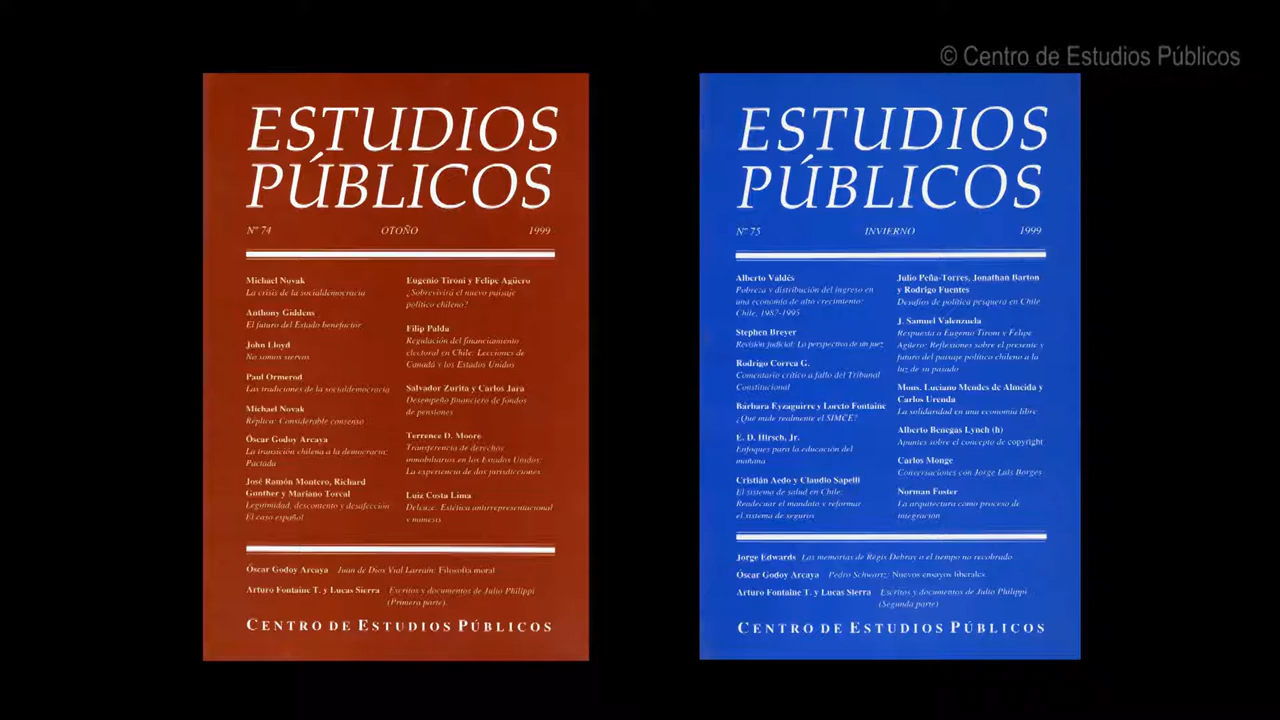 © Centro de Estudios Públicos
ESTUDIOS
PÚBLICOS
Nº 74 OTOÑO 1999
Michael Novak
La crisis de la socialdemocracia
Anthony Giddens
El futuro del Estado benefactor
John Lloyd
No somos siervos
Paul Ormerod
Las tradiciones de la socialdemocracia
Michael Novak
Réplica: Considerable consenso
Óscar Godoy Arcaya
La transición chilena a la democracia:
Pactada
José Ramón Montero, Richard
Gunther y Mariano Torcal
Legitimidad, descontento y desafección
El caso español
Eugenio Tironi y Felipe Agüero
¿Sobrevivirá el nuevo paisaje
político chileno?
Filip Palda
Regulación del financiamiento
electoral en Chile: Lecciones de
Canadá y los Estados Unidos
Salvador Zurita y Carlos Jara
Desempeño financiero de fondos
de pensiones
Terrence D. Moore
Transferencia de derechos
inmobiliarios en los Estados Unidos:
La experiencia de dos jurisdicciones
Luiz Costa Lima
Deleuze: Estética antirrepresentacional
y mimesis
Óscar Godoy Arcaya Juan de Dios Vial Larraín: Filosofía moral
Arturo Fontaine T. y Lucas Sierra Escritos y documentos de Julio Philippi
(Primera parte)
CENTRO DE ESTUDIOS PÚBLICOS
ESTUDIOS
PÚBLICOS
Nº 75 INVIERNO 1999
Alberto Valdés
Pobreza y distribución del ingreso en
una economía de alto crecimiento:
Chile, 1987-1995
Stephen Breyer
Revisión judicial: La perspectiva de un juez
Rodrigo Correa G.
Comentario crítico a fallo del Tribunal
Constitucional
Bárbara Eyzaguirre y Loreto Fontaine
¿Qué mide realmente el SIMCE?
E. D. Hirsch, Jr.
Enfoques para la educación del
mañana
Cristián Aedo y Claudio Sapelli
El sistema de salud en Chile:
Readecuar el mandato y reformar
el sistema de seguros
Julio Peña-Torres, Jonathan Barton
y Rodrigo Fuentes
Desafíos de política pesquera en Chile
J. Samuel Valenzuela
Respuesta a Eugenio Tironi y Felipe
Agüero: Reflexiones sobre el presente y
futuro del paisaje político chileno a la
luz de su pasado
Mons. Luciano Mendes de Almeida y
Carlos Urenda
La solidaridad en una economía libre
Alberto Benegas Lynch (h)
Apuntes sobre el concepto de copyright
Carlos Monge
Conversaciones con Jorge Luis Borges
Norman Foster
La arquitectura como proceso de
integración
Jorge Edwards Las memorias de Régis Debray o el tiempo no recobrado
Óscar Godoy Arcaya Pedro Schwartz: Nuevos ensayos liberales
Arturo Fontaine T. y Lucas Sierra Escritos y documentos de Julio Philippi
(Segunda parte)
CENTRO DE ESTUDIOS PÚBLICOS